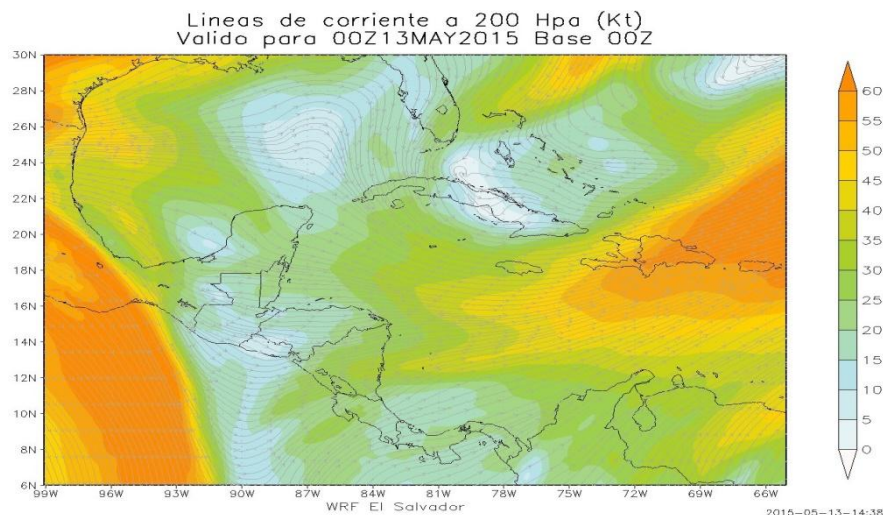 Lineas de corriente a 200 Hpa (Kt)
Valido para 00Z13MAY2015 Base 00Z
30N
28N
26N
24N
22N
20N
18N
16N
14N
12N
10N
8N
6N
99W 96W 93W 90W 87W 84W 81W 78W 75W 72W 69W 66W
WRF El Salvador
60
55
50
45
40
35
30
25
20
15
10
5
0
2015-05-13-14:38